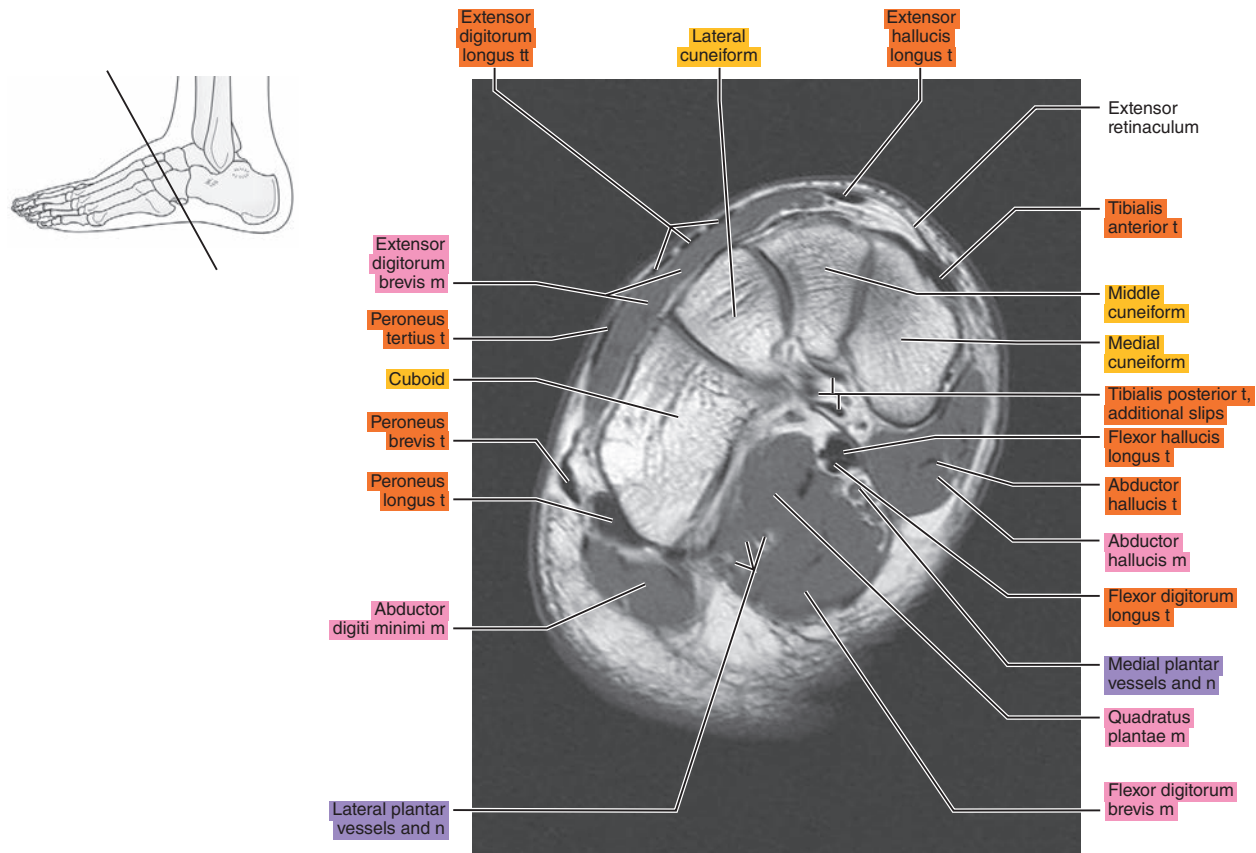 Extensor
digitorum
longus tt
Lateral
cuneiform
Extensor
hallucis
longus t
Extensor
retinaculum
Tibialis
anterior t
Extensor
digitorum
brevis m
Middle
cuneiform
Peroneus
tertius t
Medial
cuneiform
Cuboid
Tibialis posterior t,
additional slips
Peroneus
brevis t
Flexor hallucis
longus t
Peroneus
longus t
Abductor
hallucis t
Abductor
hallucis m
Abductor
digiti minimi m
Flexor digitorum
longus t
Medial plantar
vessels and n
Quadratus
plantae m
Flexor digitorum
brevis m
Lateral plantar
vessels and n